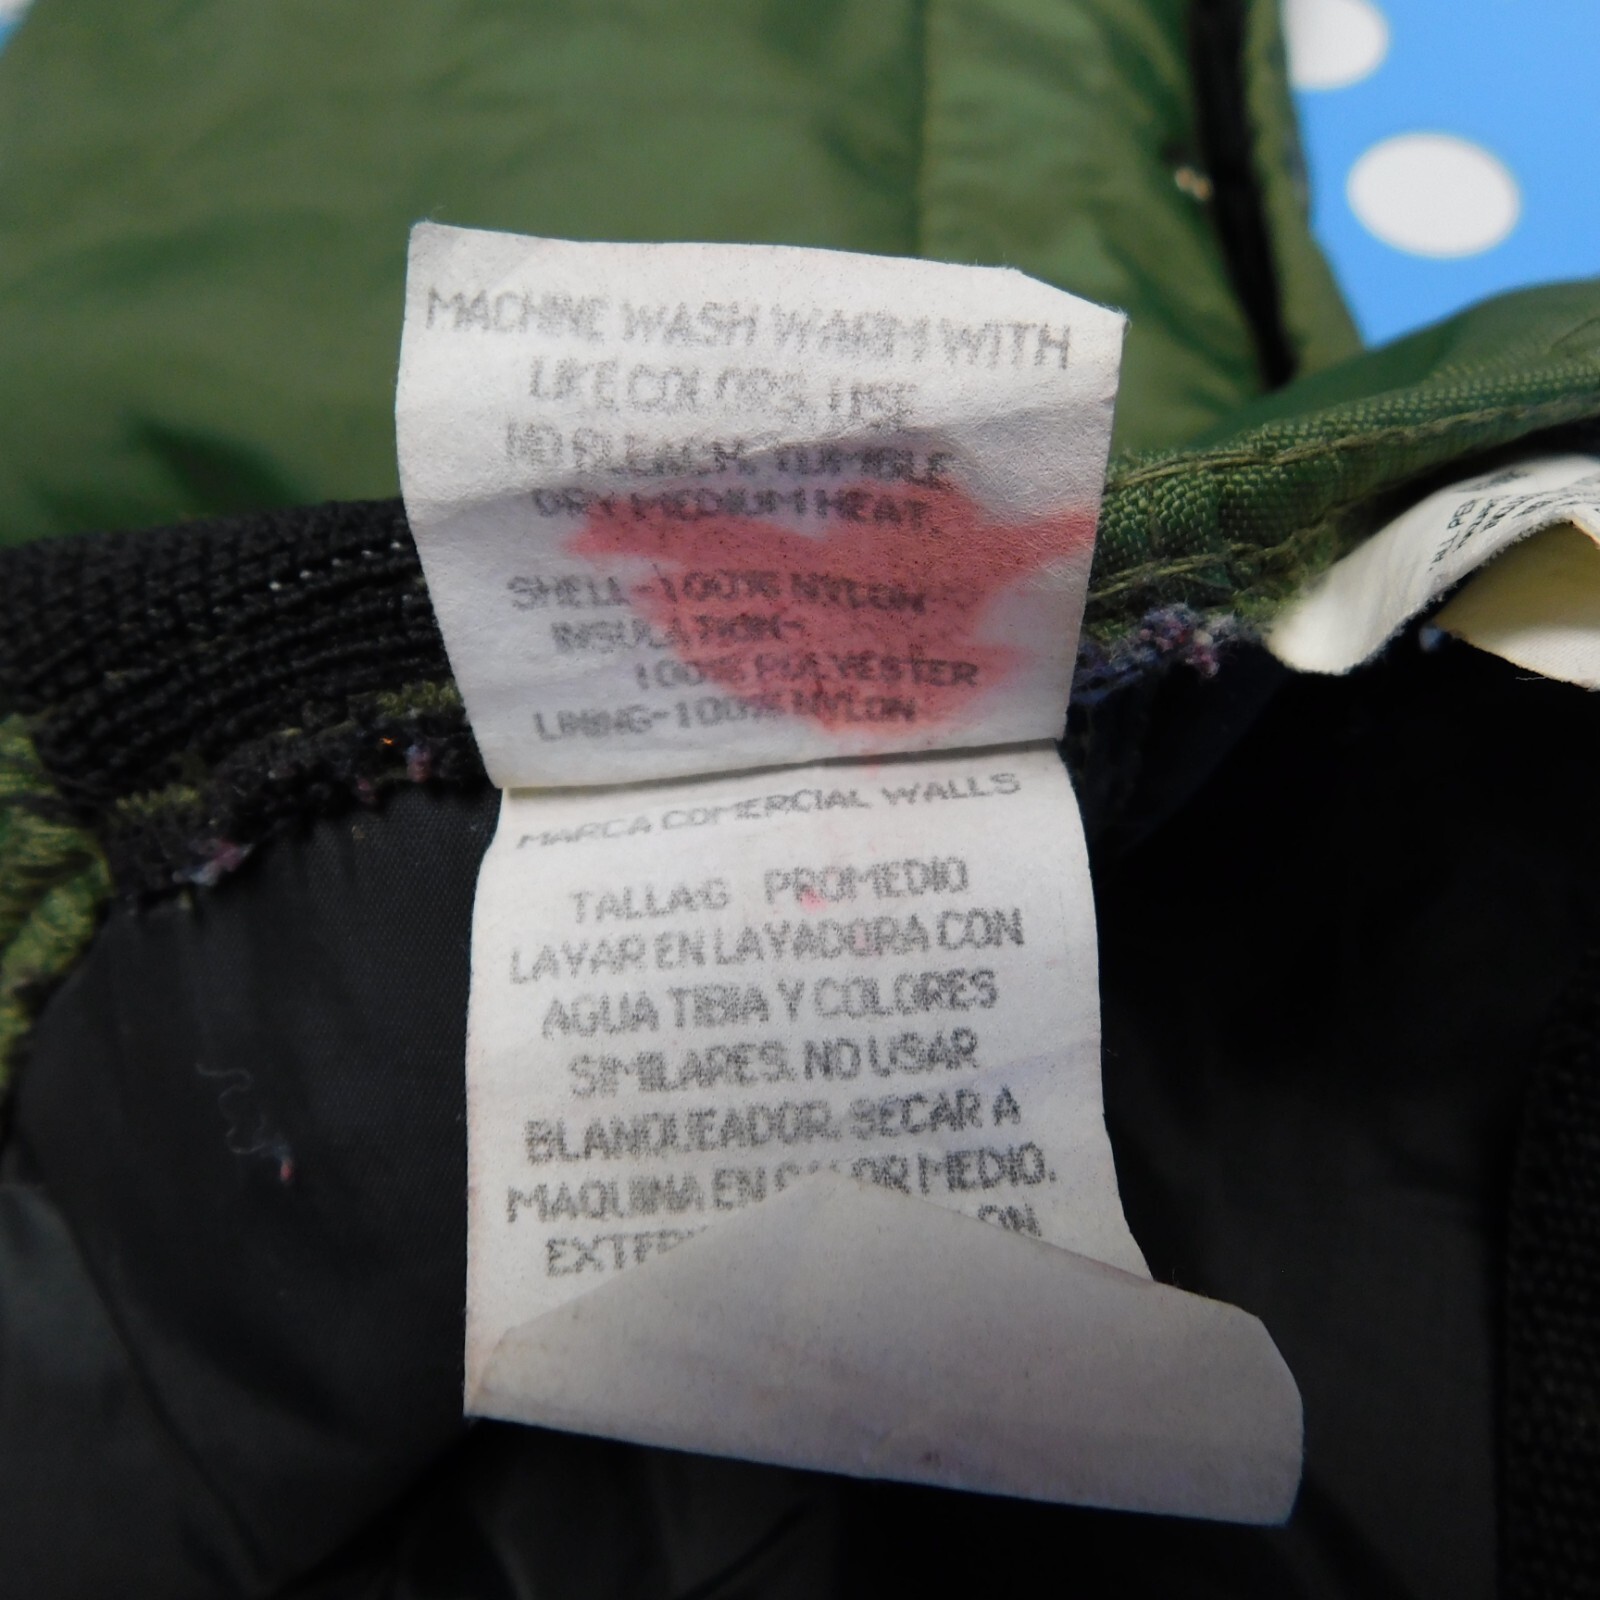 MACHINE WASH WARM WITH
LIKE COLORS. USE
NO BLEACH. TUMBLE
DRY MEDIUM HEAT.
SHELL-100% NYLON
INSULATION-
100% POLYESTER
LINING-100% NYLON
MARCA COMERCIAL WALLS
TALLA:G PROMEDIO
LAVAR EN LAVADORA CON
AGUA TIBIA Y COLORES
SIMILARES. NO USAR
BLANQUEADOR. SECAR A
MAQUINA EN CALOR MEDIO.